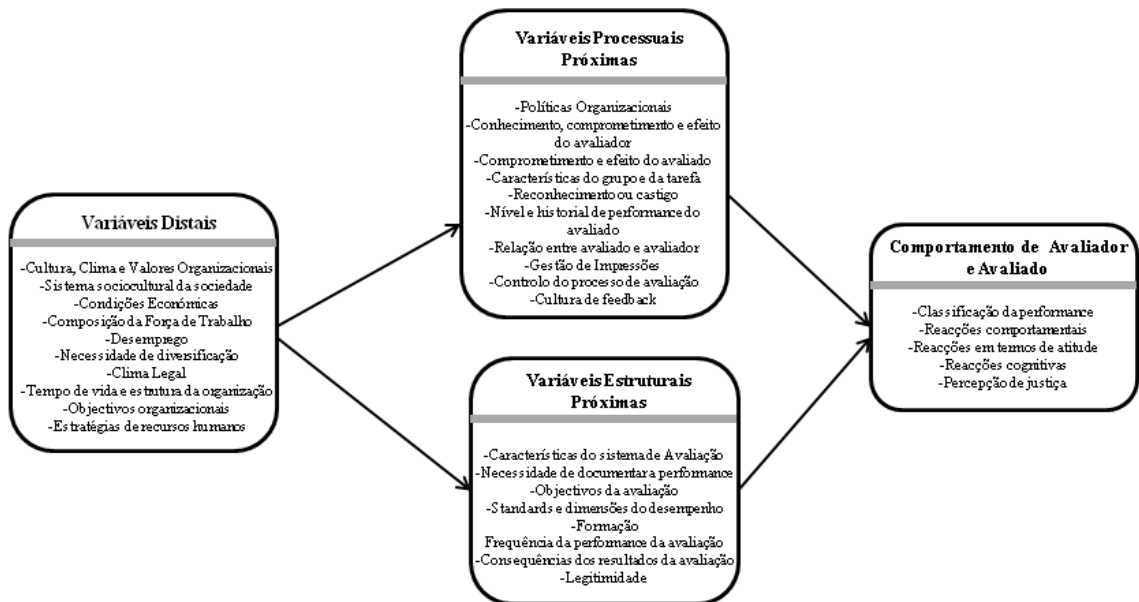 Variáveis Distais
-Cultura, Clima e Valores Organizacionais
-Sistema sociocultural da sociedade
-Condições Económicas
-Composição da Força de Trabalho
-Desemprego
-Necessidade de diversificação
-Clima Legal
-Tempo de vida e estrutura da organização
-Objectivos organizacionais
-Estratégias de recursos humanos
Variáveis Processuais
Próximas
-Políticas Organizacionais
-Conhecimento, comprometimento e efeito
do avaliador
-Comprometimento e efeito do avaliado
-Características do grupo e da tarefa
-Reconhecimento ou castigo
-Nível e historial de performance do
avaliado
-Relação entre avaliado e avaliador
-Gestão de Impressões
-Controlo do processo de avaliação
-Cultura de feedback
Variáveis Estruturais
Próximas
-Características do sistema de Avaliação
-Necessidade de documentar a performance
-Objectivos da avaliação
-Standards e dimensões do desempenho
-Formação
Frequência da performance da avaliação
-Consequências dos resultados da avaliação
-Legitimidade
Comportamento de Avaliador
e Avaliado
-Classificação da performance
-Reacções comportamentais
-Reacções em termos de atitude
-Reacções cognitivas
-Percepção de justiça